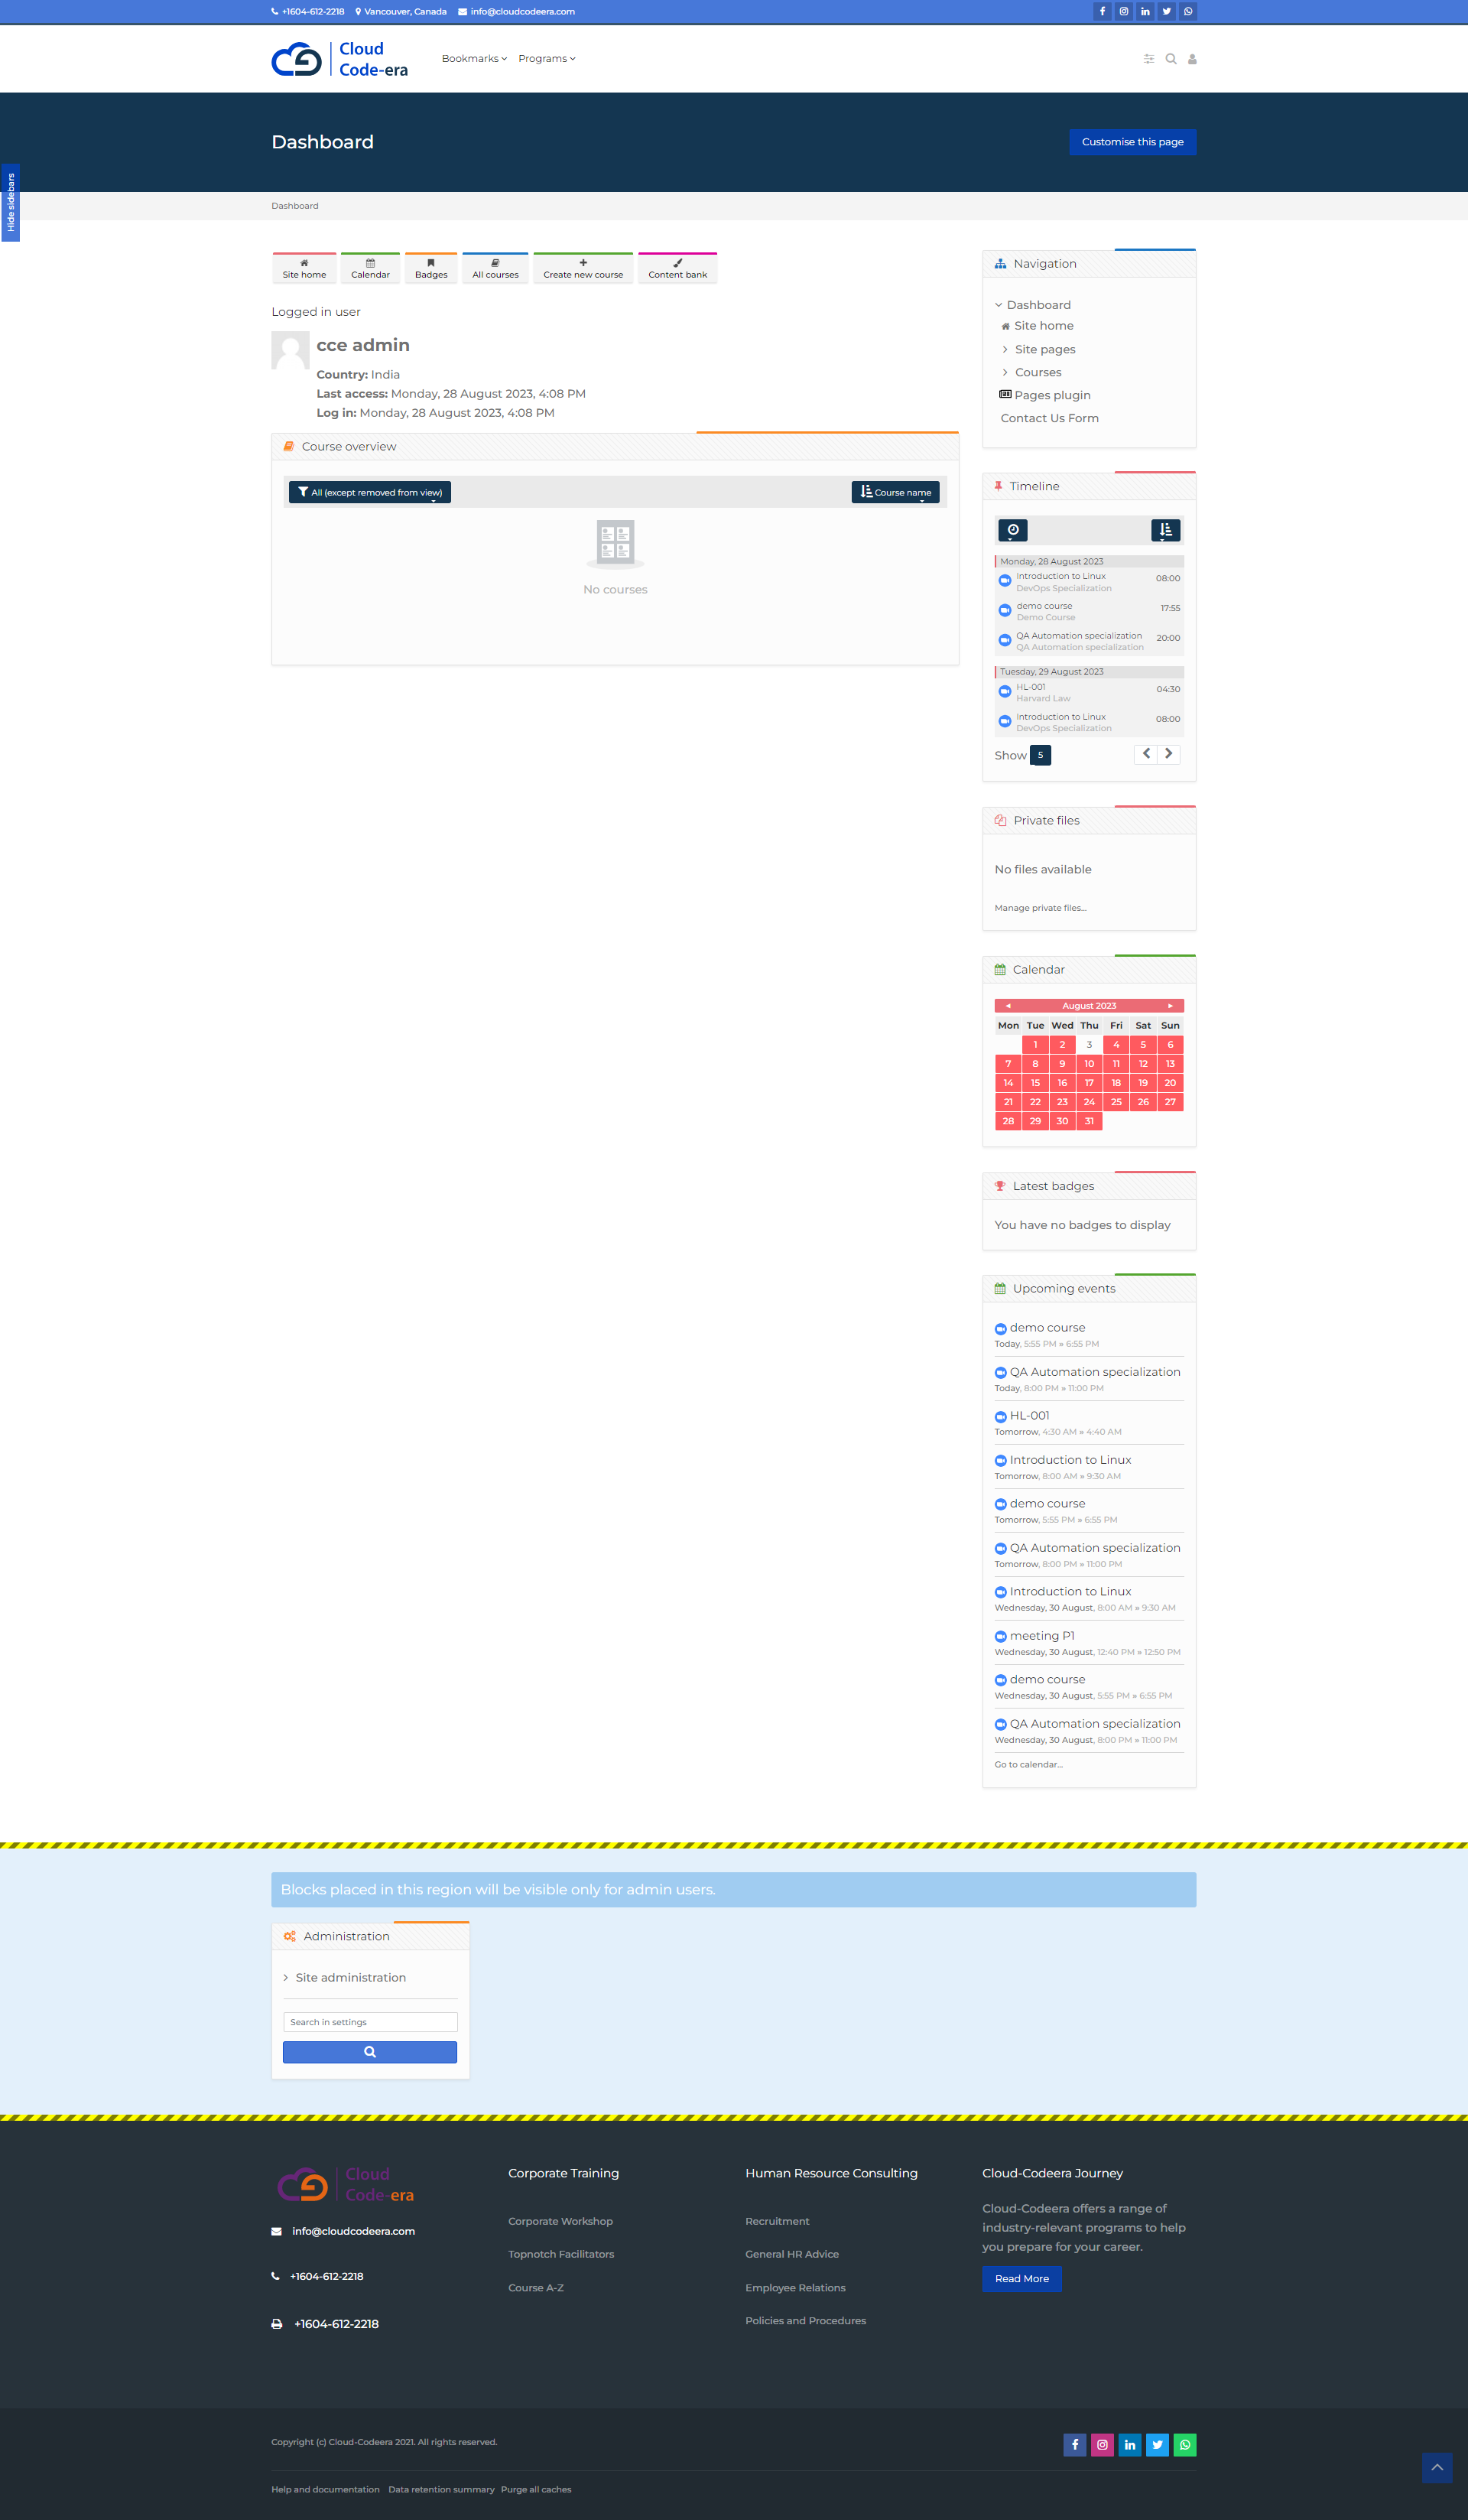 +1604-612-2218 Vancouver, Canada info@cloudcodeera.com
Cloud
Code-era
Bookmarks Programs
Dashboard
Customise this page
Hide sidebars
Dashboard
Site home Calendar Badges All courses Create new course Content bank
Logged in user
cce admin
Country: India
Last access: Monday, 28 August 2023, 4:08 PM
Log in: Monday, 28 August 2023, 4:08 PM
Course overview
All (except removed from view) Course name
No courses
Navigation
Dashboard
Site home
Site pages
Courses
Pages plugin
Contact Us Form
Timeline
Monday, 28 August 2023
Introduction to Linux 08:00
DevOps Specialization
demo course 17:55
Demo Course
QA Automation specialization 20:00
QA Automation specialization
Tuesday, 29 August 2023
HL-001 04:30
Harvard Law
Introduction to Linux 08:00
DevOps Specialization
Show 5
Private files
No files available
Manage private files...
Calendar
◄ August 2023 ►
Mon Tue Wed Thu Fri Sat Sun
1 2 3 4 5 6
7 8 9 10 11 12 13
14 15 16 17 18 19 20
21 22 23 24 25 26 27
28 29 30 31
Latest badges
You have no badges to display
Upcoming events
demo course
Today, 5:55 PM » 6:55 PM
QA Automation specialization
Today, 8:00 PM » 11:00 PM
HL-001
Tomorrow, 4:30 AM » 4:40 AM
Introduction to Linux
Tomorrow, 8:00 AM » 9:30 AM
demo course
Tomorrow, 5:55 PM » 6:55 PM
QA Automation specialization
Tomorrow, 8:00 PM » 11:00 PM
Introduction to Linux
Wednesday, 30 August, 8:00 AM » 9:30 AM
meeting P1
Wednesday, 30 August, 12:40 PM » 12:50 PM
demo course
Wednesday, 30 August, 5:55 PM » 6:55 PM
QA Automation specialization
Wednesday, 30 August, 8:00 PM » 11:00 PM
Go to calendar...
Blocks placed in this region will be visible only for admin users.
Administration
Site administration
Search in settings
Cloud
Code-era
info@cloudcodeera.com
+1604-612-2218
+1604-612-2218
Corporate Training
Corporate Workshop
Topnotch Facilitators
Course A-Z
Human Resource Consulting
Recruitment
General HR Advice
Employee Relations
Policies and Procedures
Cloud-Codeera Journey
Cloud-Codeera offers a range of
industry-relevant programs to help
you prepare for your career.
Read More
Copyright (c) Cloud-Codeera 2021. All rights reserved.
Help and documentation Data retention summary Purge all caches